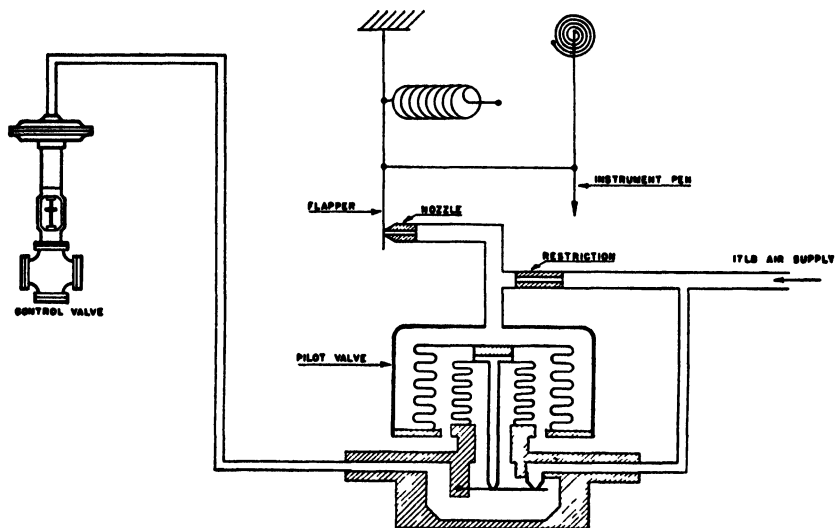 INSTRUMENT PEN
FLAPPER
NOZZLE
RESTRICTION
17LB AIR SUPPLY
CONTROL VALVE
PILOT VALVE